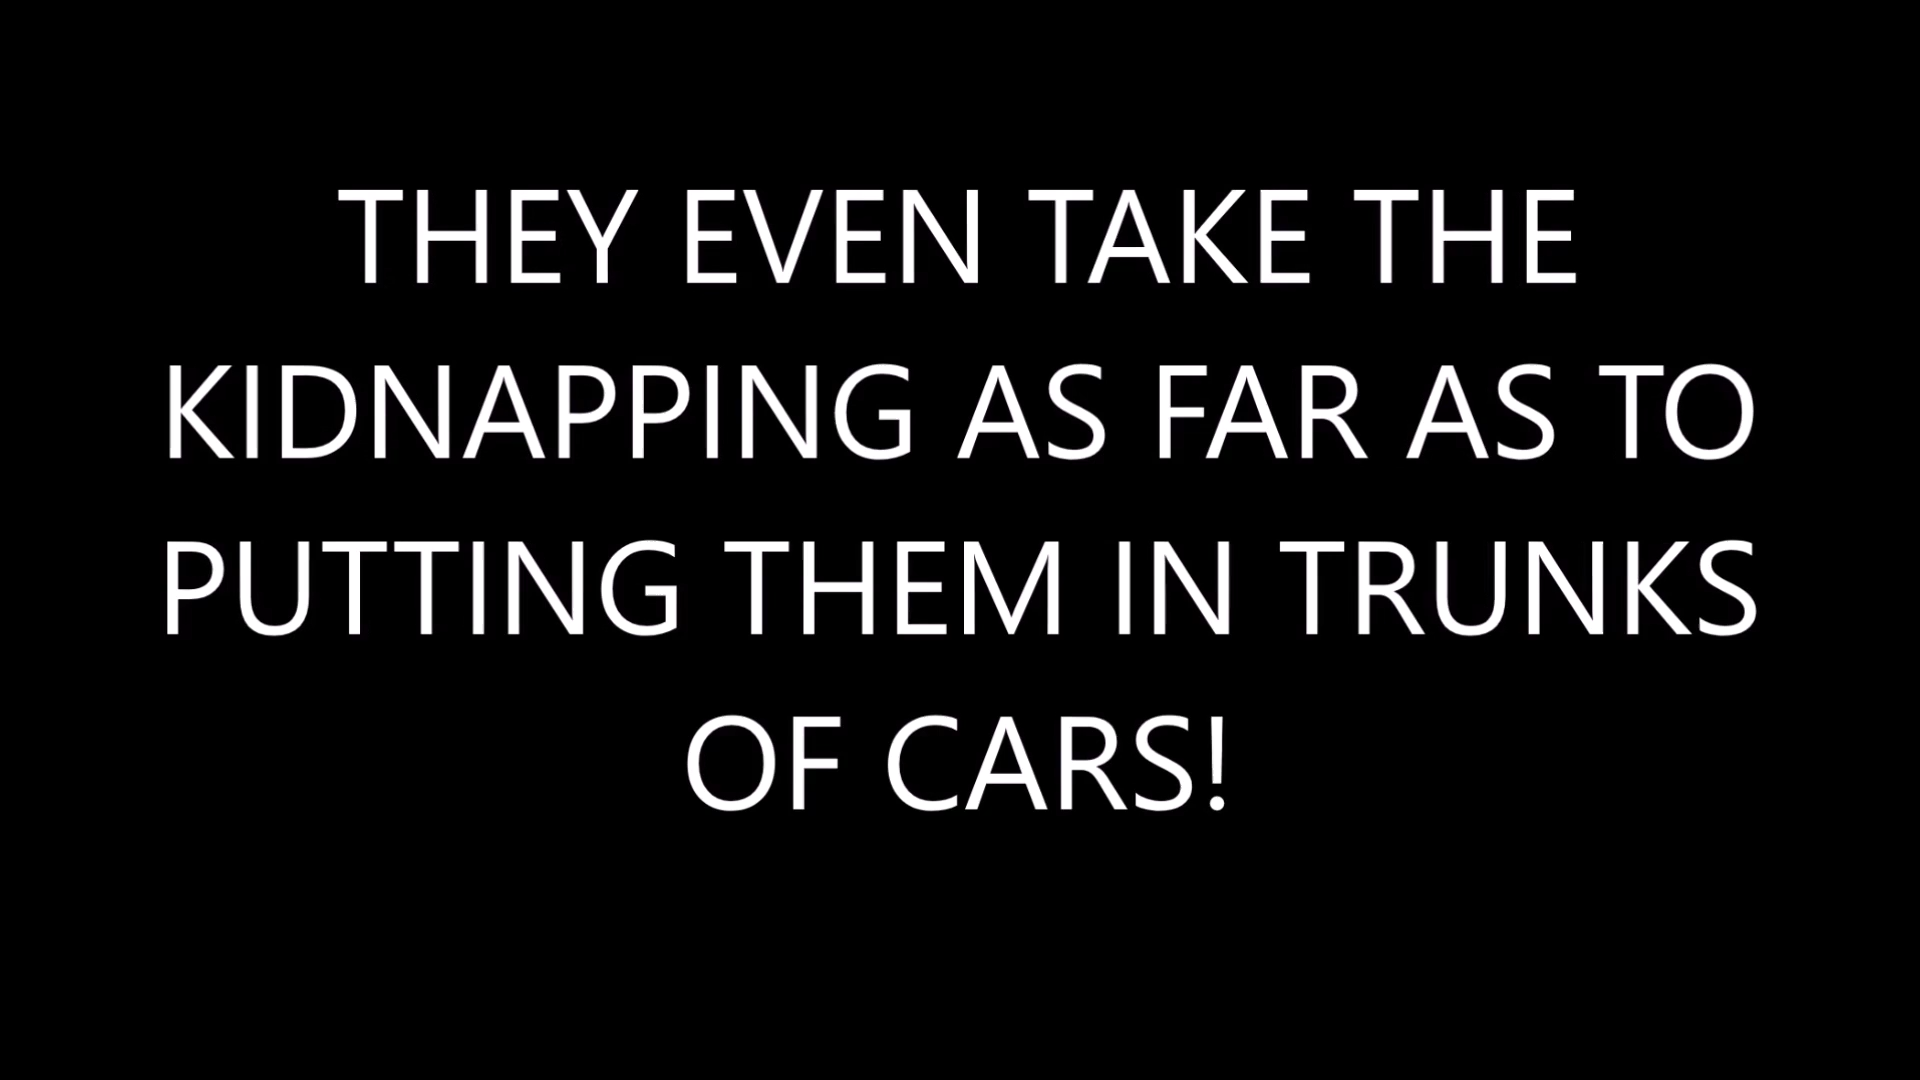 THEY EVEN TAKE THE
KIDNAPPING AS FAR AS TO
PUTTING THEM IN TRUNKS
OF CARS!